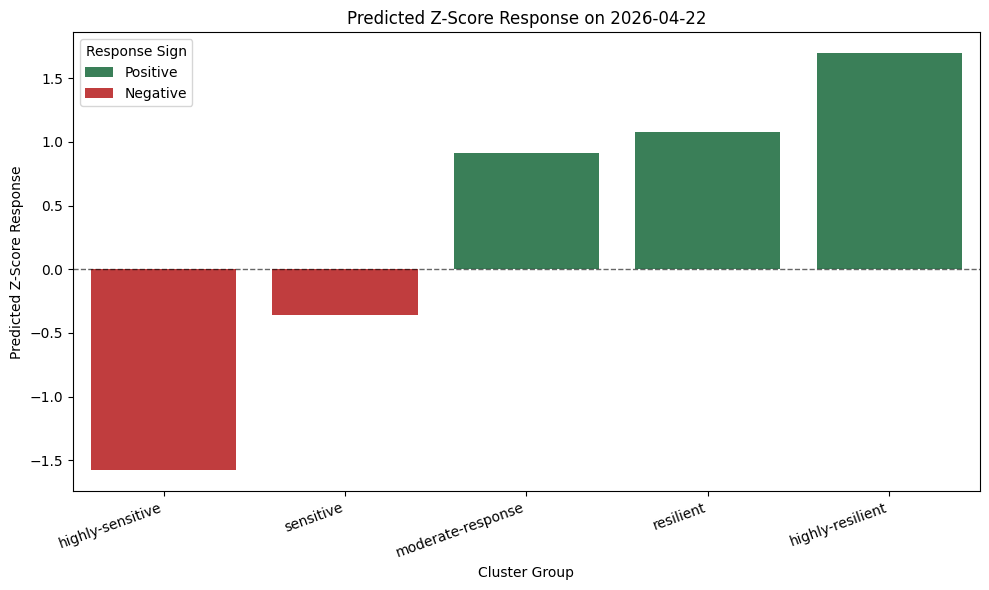 Predicted Z-Score Response on 2026-04-22
Response Sign
Positive
Negative
Predicted Z-Score Response
1.5
1.0
0.5
0.0
−0.5
−1.0
−1.5
highly-sensitive
sensitive
moderate-response
resilient
highly-resilient
Cluster Group